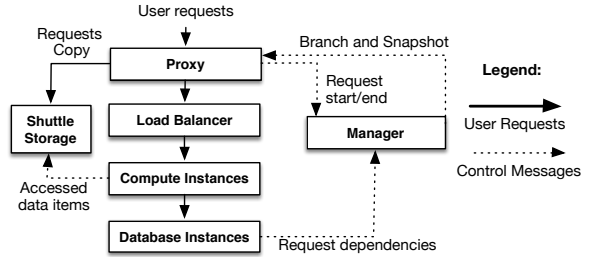 User requests
Requests
Copy
Proxy
Branch and Snapshot
Request
start/end
Legend:
User Requests
Control Messages
Shuttle
Storage
Load Balancer
Manager
Compute Instances
Accessed
data items
Database Instances
Request dependencies